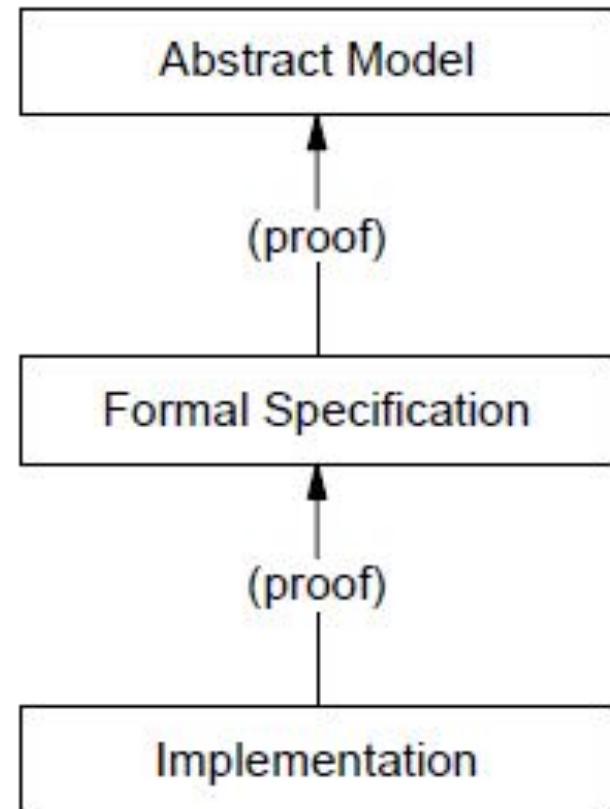 Abstract Model
(proof)
Formal Specification
(proof)
Implementation